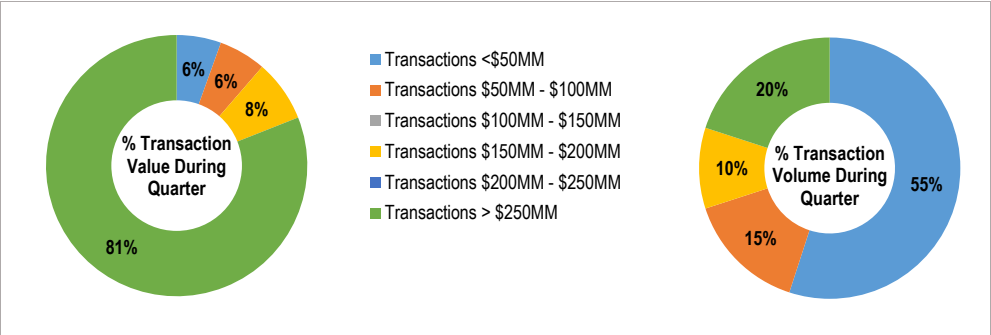 6%
6%
8%
81%
% Transaction
Value During
Quarter
Transactions <$50MM
Transactions $50MM - $100MM
Transactions $100MM - $150MM
Transactions $150MM - $200MM
Transactions $200MM - $250MM
Transactions > $250MM
20%
10%
15%
55%
% Transaction
Volume During
Quarter